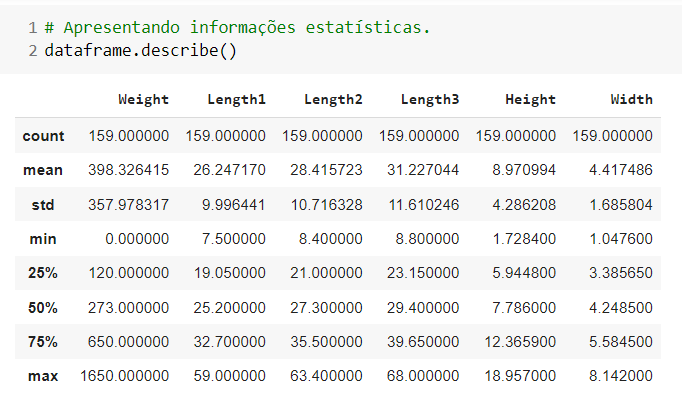 1 # Apresentando informações estatísticas.
2 dataframe.describe()
Weight Length1 Length2 Length3 Height Width
count 159.000000 159.000000 159.000000 159.000000 159.000000 159.000000
mean 398.326415 26.247170 28.415723 31.227044 8.970994 4.417486
std 357.978317 9.996441 10.716328 11.610246 4.286208 1.685804
min 0.000000 7.500000 8.400000 8.800000 1.728400 1.047600
25% 120.000000 19.050000 21.000000 23.150000 5.944800 3.385650
50% 273.000000 25.200000 27.300000 29.400000 7.786000 4.248500
75% 650.000000 32.700000 35.500000 39.650000 12.365900 5.584500
max 1650.000000 59.000000 63.400000 68.000000 18.957000 8.142000